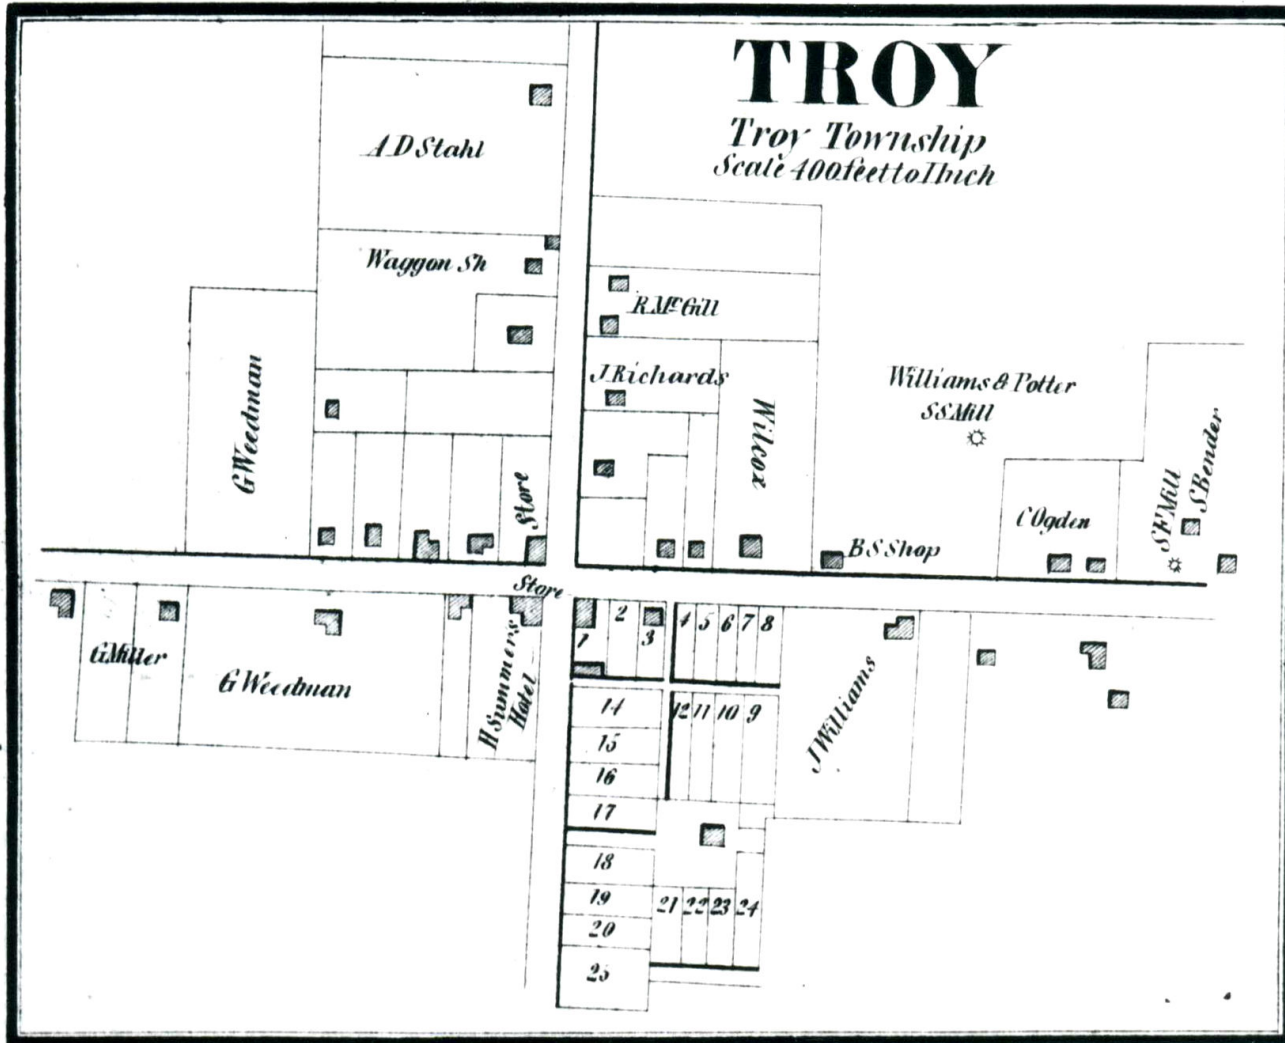 TROY
Troy Township
Scale 400 feet to 1 Inch
A D Stahl
Waggon Sh
R. McGill
J. Richards
Williams & Potter
S S Mill
G Weedman
Wilcox
Store
S F Mill
S Bender
C Ogden
B S Shop
Store
G Miller
G Weedman
H Summers
Hotel
1
2
3
4
5
6
7
8
J Williams
14
12
11
10
9
15
16
17
18
19
20
21
22
23
24
25